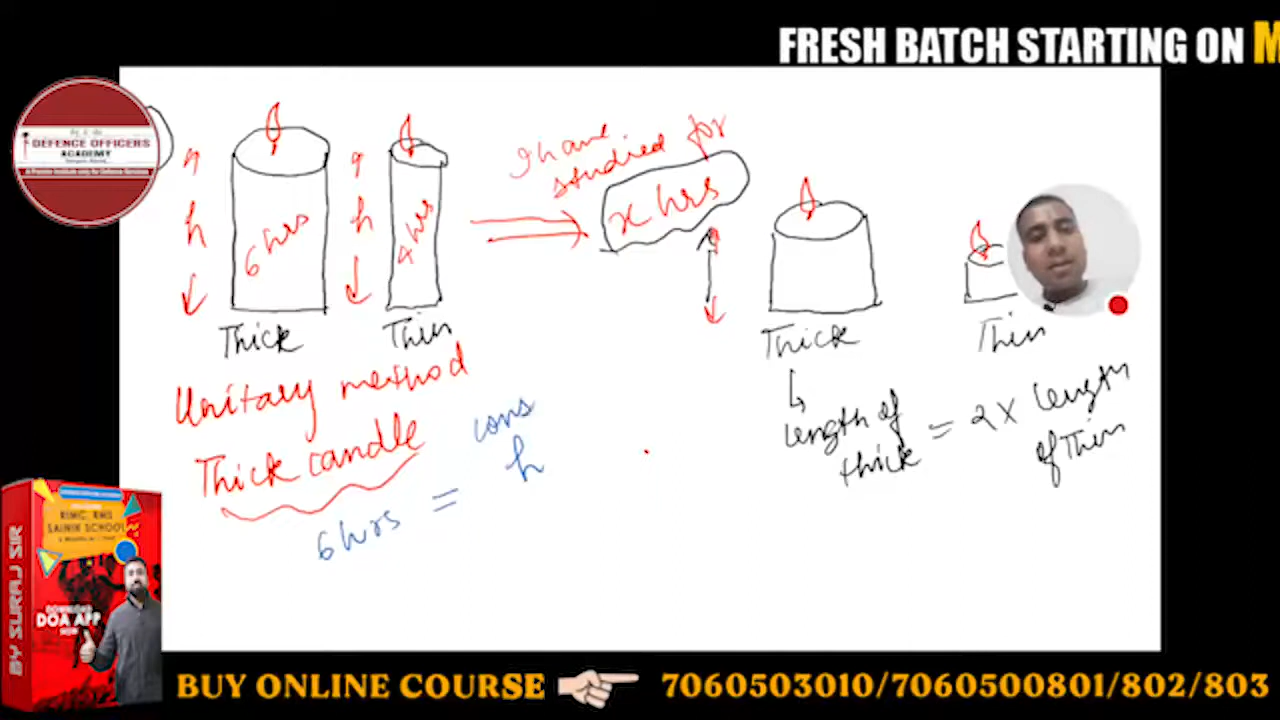 FRESH BATCH STARTING ON M
DEFENCE OFFICERS
ACADEMY
h
6 hrs
h
4 hrs
I have
studied for
x hrs
Thick
Thin
Thick
Thin
Unitary method
Thick candle
cons
6 hrs = h
length of
thick = 2 x length
of Thin
BY SURAJ SIR
RIMC, RMS
SAINIK SCHOOL
DOWNLOAD
DOA APP
NOW
BUY ONLINE COURSE 7060503010/7060500801/802/803